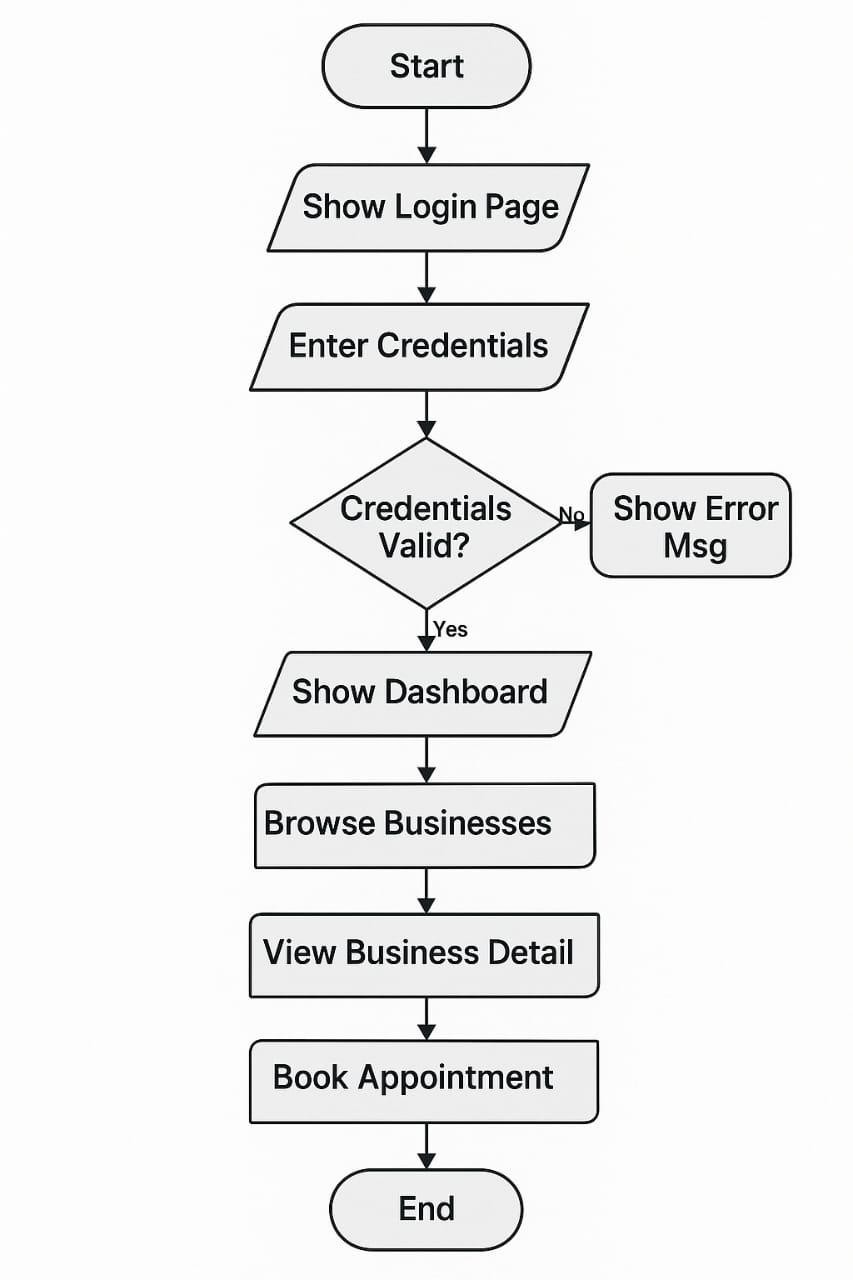 Start
Show Login Page
Enter Credentials
Credentials
Valid?
No
Show Error
Msg
Yes
Show Dashboard
Browse Businesses
View Business Detail
Book Appointment
End